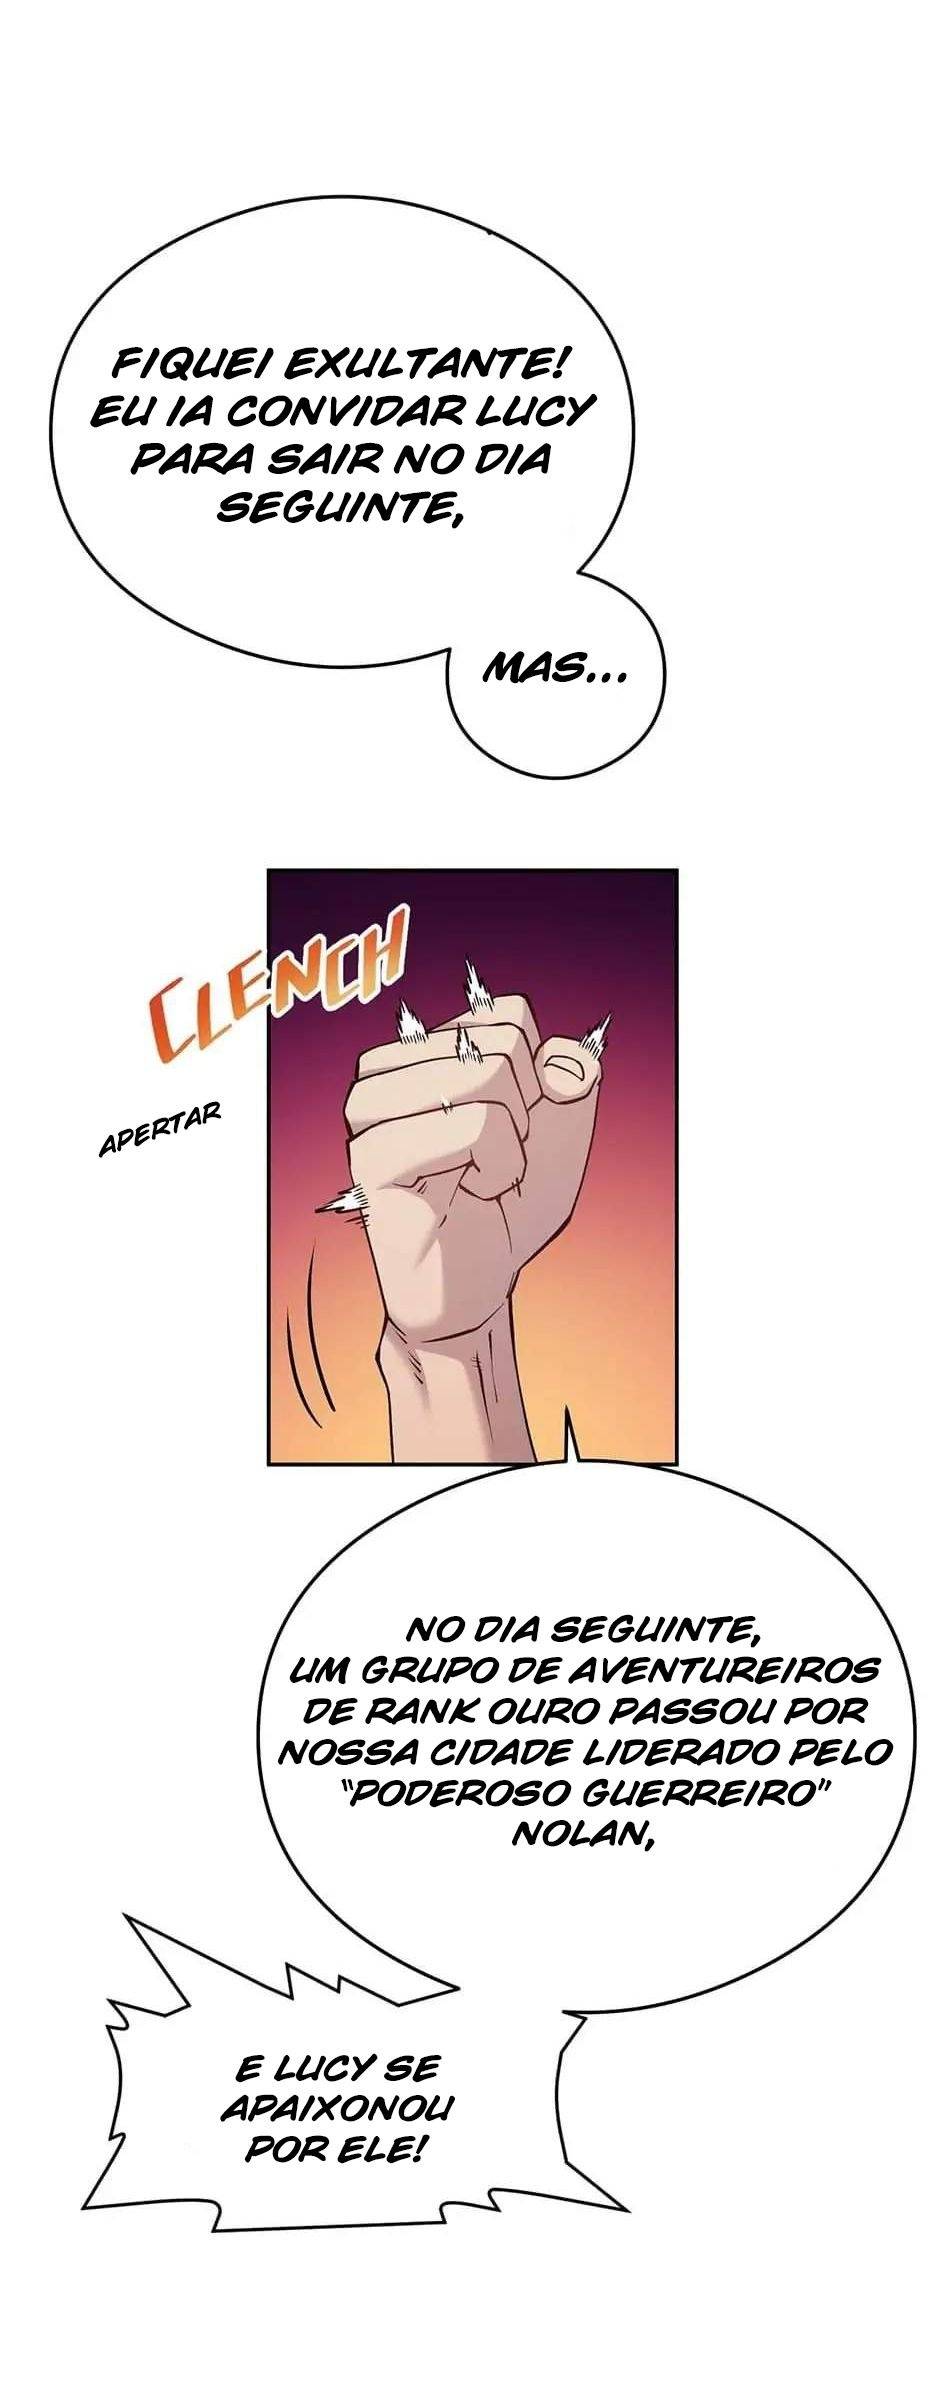 FIQUEI EXULTANTE!
EU IA CONVIDAR LUCY
PARA SAIR NO DIA
SEGUINTE,
MAS...
CLENCH
APERTAR
NO DIA SEGUINTE,
UM GRUPO DE AVENTUREIROS
DE RANK OURO PASSOU POR
NOSSA CIDADE LIDERADO PELO
"PODEROSO GUERREIRO"
NOLAN,
E LUCY SE
APAIXONOU
POR ELE!